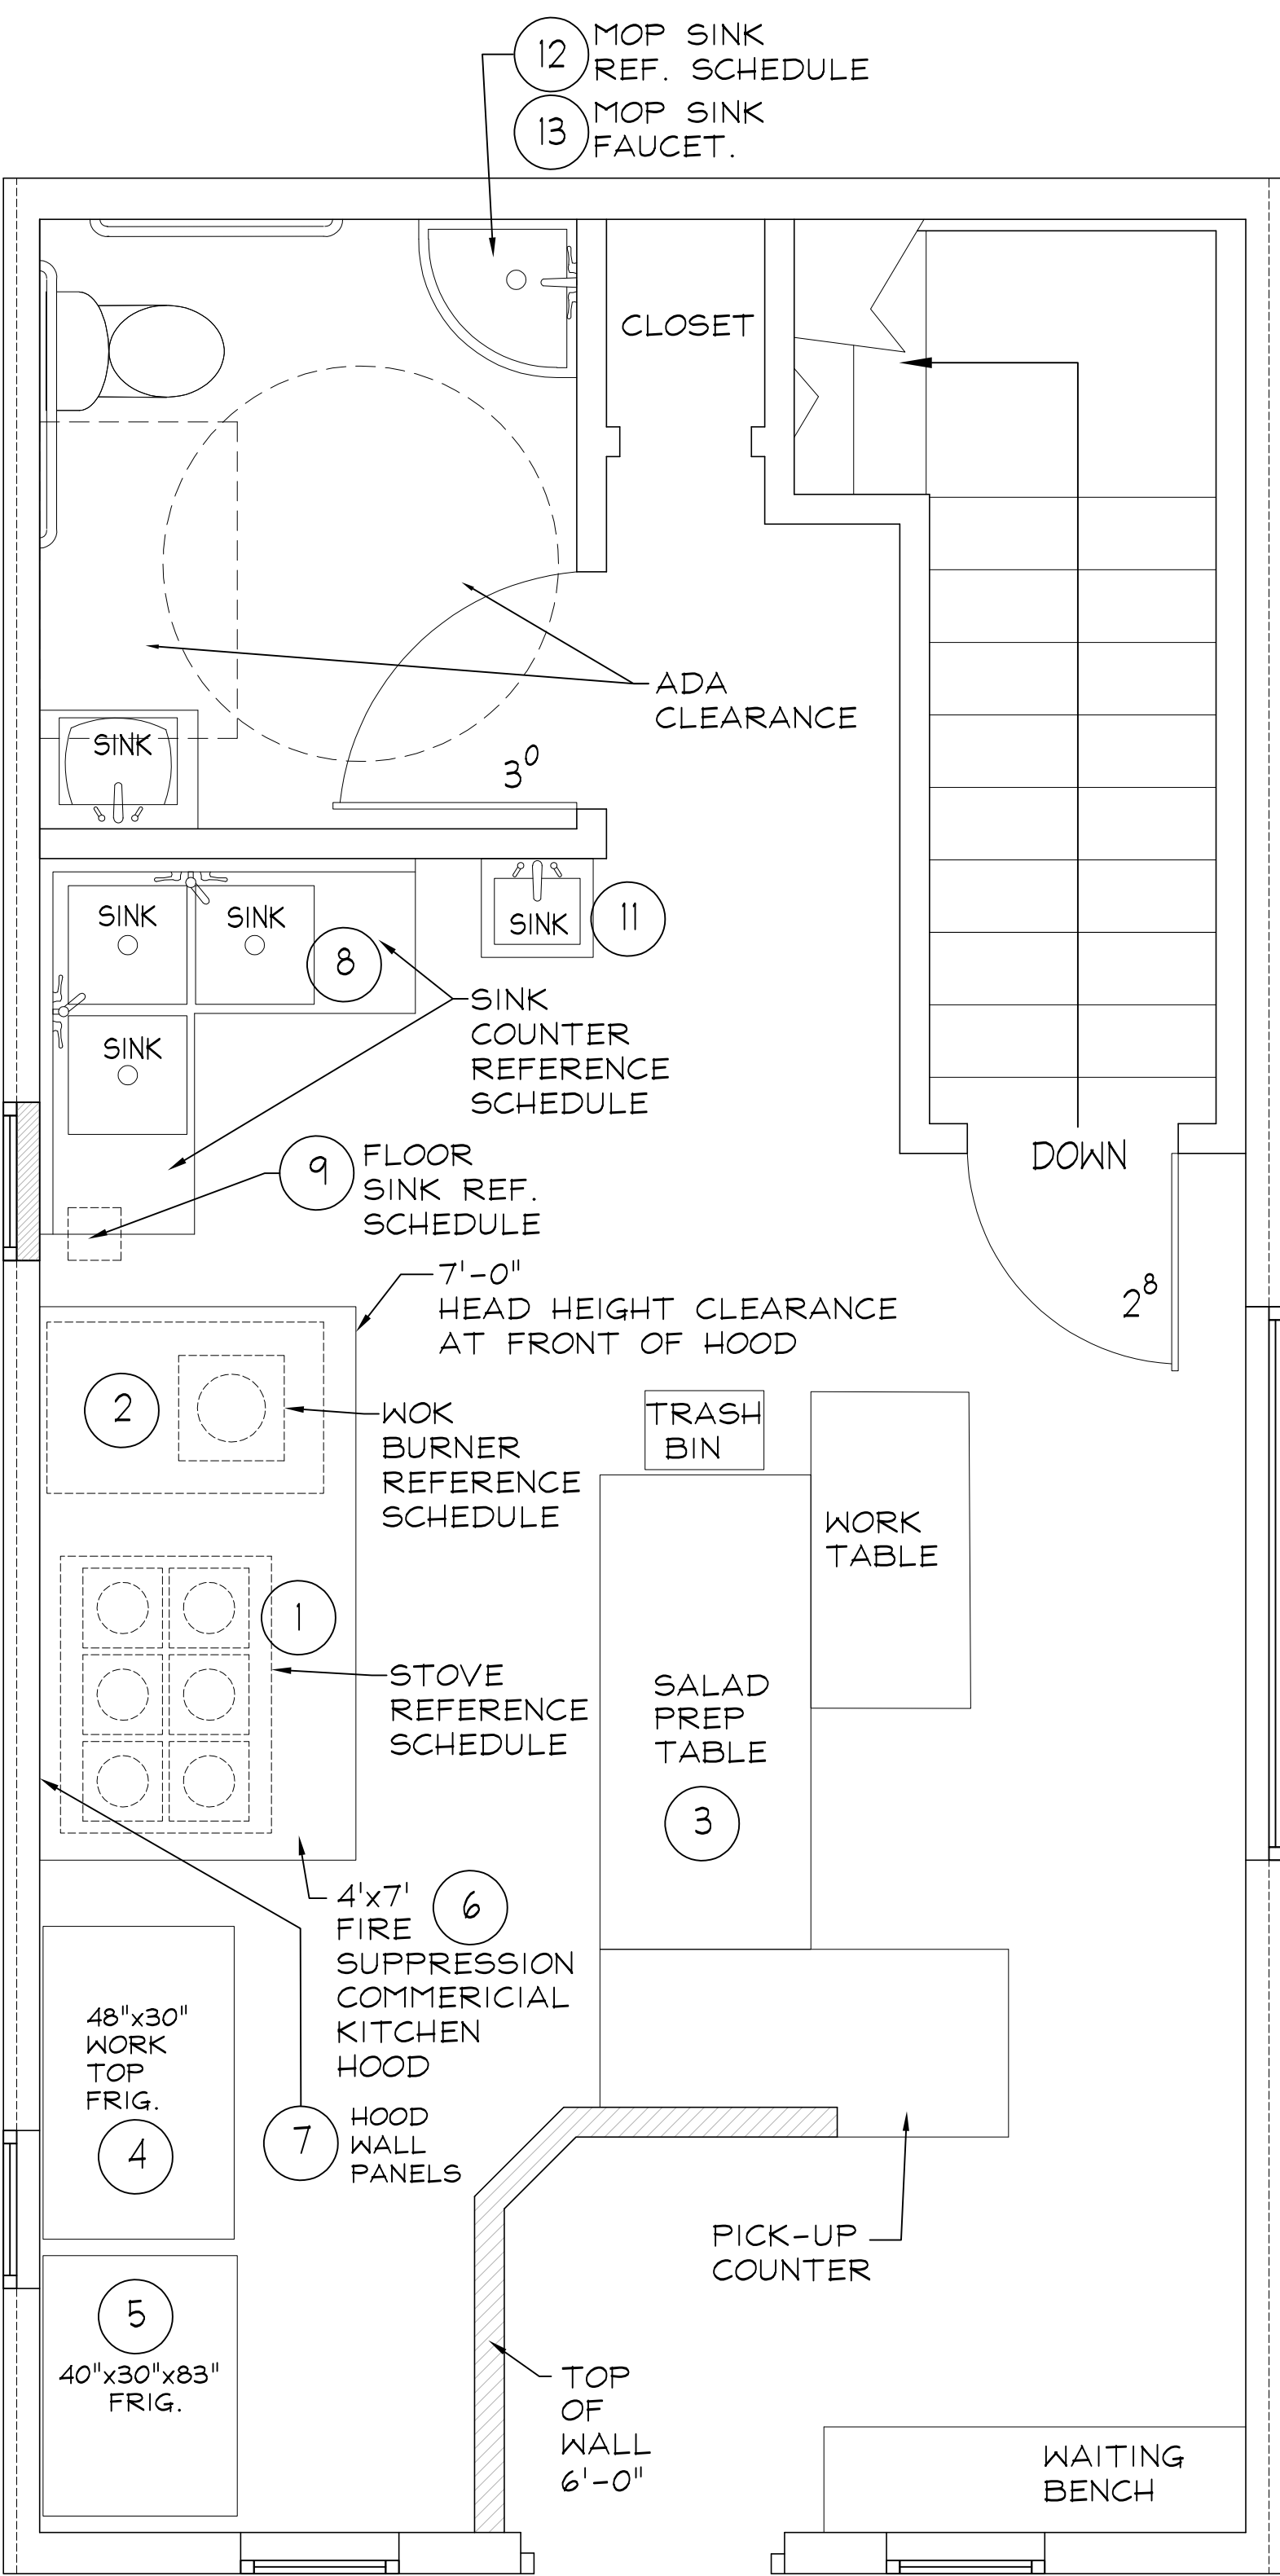 12 MOP SINK
REF. SCHEDULE
13 MOP SINK
FAUCET.
CLOSET
ADA
CLEARANCE
SINK
3⁰
SINK
SINK
8
SINK
11
SINK
SINK
COUNTER
REFERENCE
SCHEDULE
9 FLOOR
SINK REF.
SCHEDULE
DOWN
2⁸
7'-0"
HEAD HEIGHT CLEARANCE
AT FRONT OF HOOD
2
WOK
BURNER
REFERENCE
SCHEDULE
TRASH
BIN
WORK
TABLE
1
STOVE
REFERENCE
SCHEDULE
SALAD
PREP
TABLE
3
4'x7' 6
FIRE
SUPPRESSION
COMMERICIAL
KITCHEN
HOOD
48"x30"
WORK
TOP
FRIG.
4
7 HOOD
WALL
PANELS
PICK-UP
COUNTER
5
40"x30"x83"
FRIG.
TOP
OF
WALL
6'-0"
WAITING
BENCH